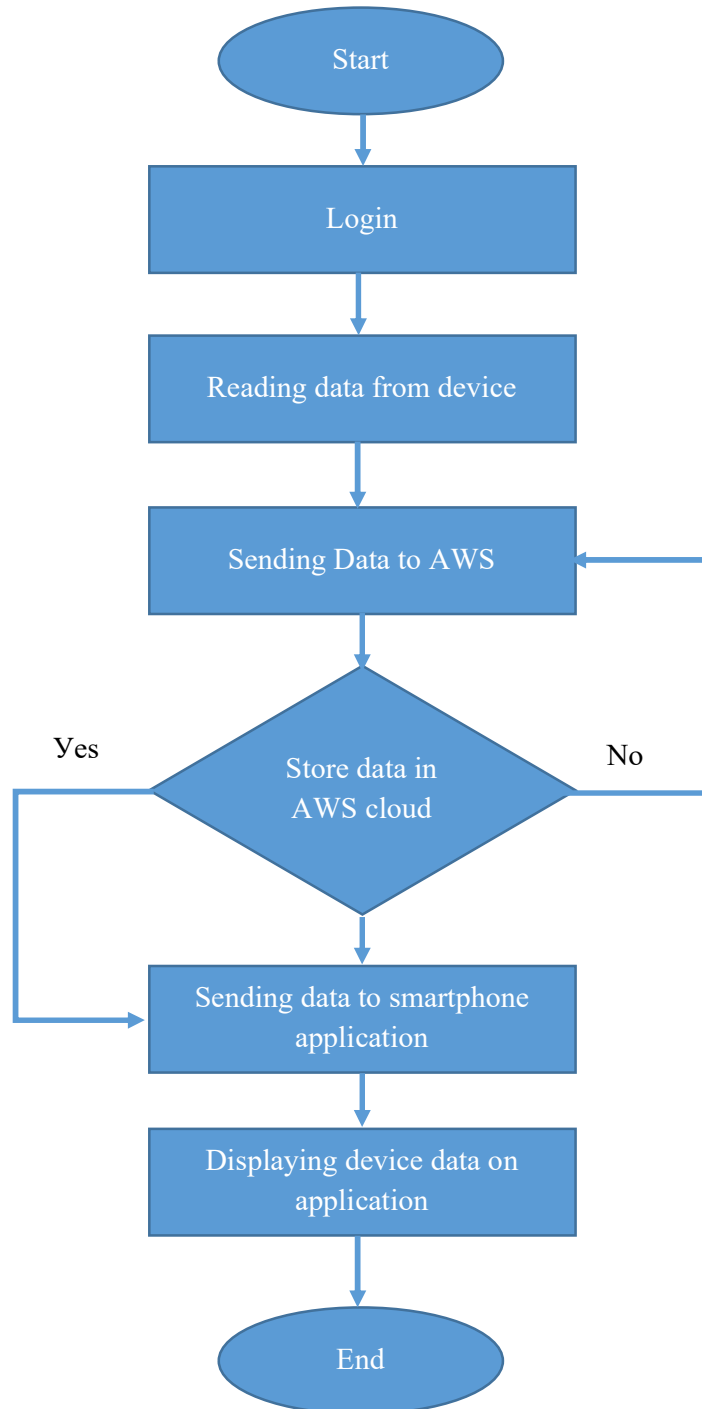 Start
Login
Reading data from device
Sending Data to AWS
Уes
No
Store data in
AWS cloud
Sending data to smartphone
application
Displaying device data on
application
End